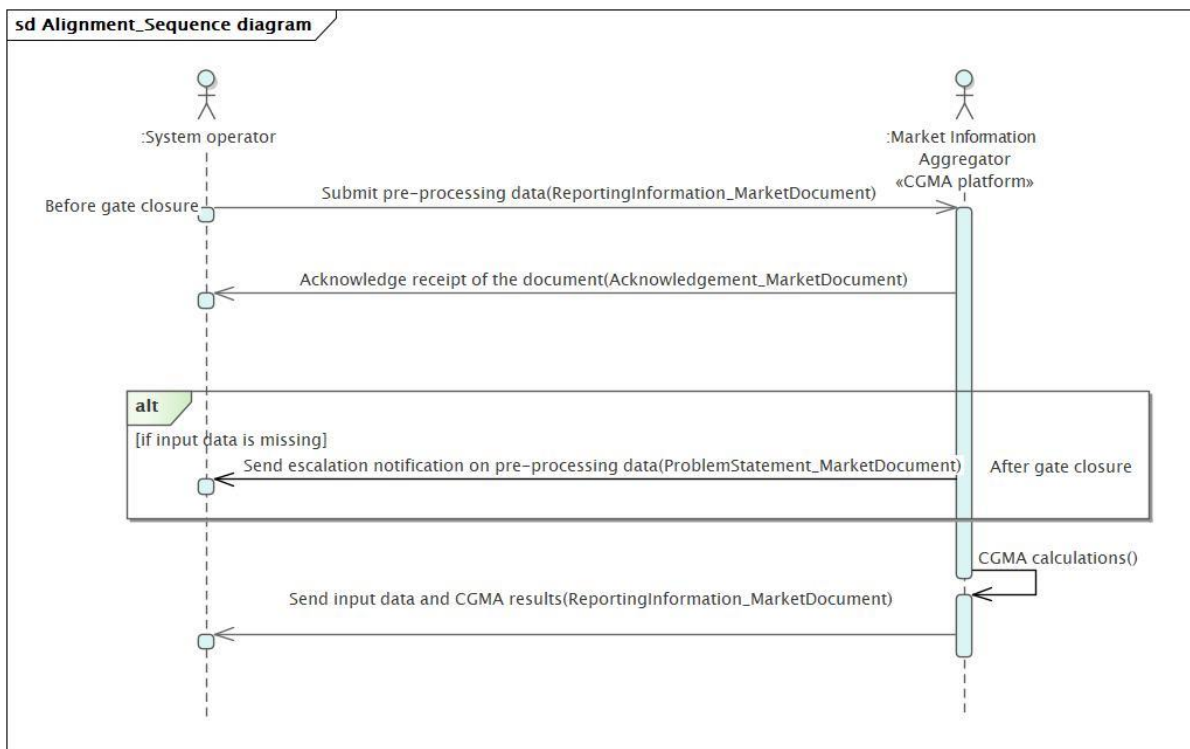 sd Alignment_Sequence diagram
:System operator
:Market Information
Aggregator
«CGMA platform»
Before gate closure
Submit pre-processing data(ReportingInformation_MarketDocument)
Acknowledge receipt of the document(Acknowledgement_MarketDocument)
alt
[if input data is missing]
Send escalation notification on pre-processing data(ProblemStatement_MarketDocument)
After gate closure
CGMA calculations()
Send input data and CGMA results(ReportingInformation_MarketDocument)